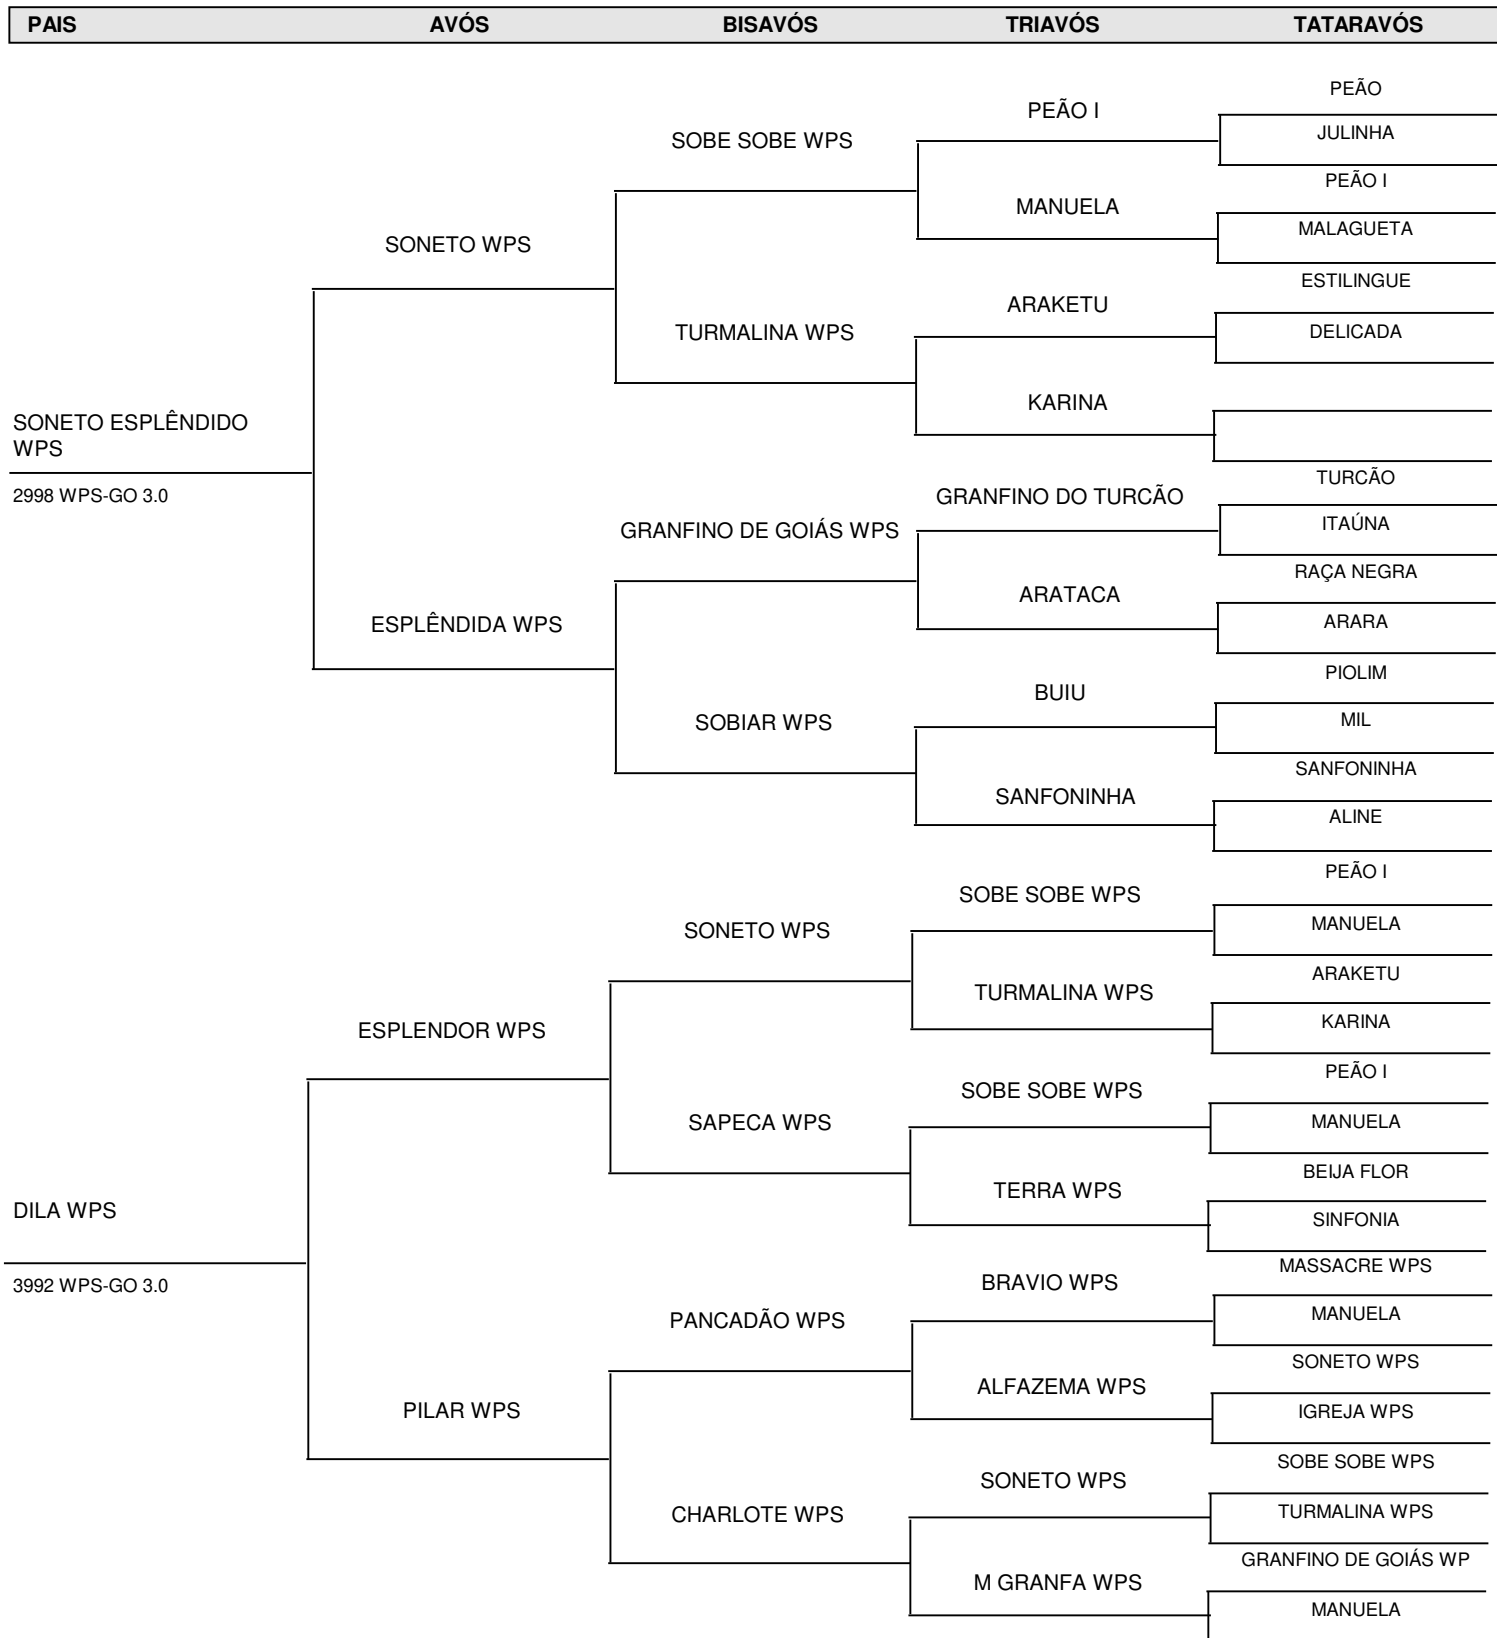 PAIS AVÓS BISAVÓS TRIAVÓS TATARAVÓS
PEÃO
PEÃO I
JULINHA
SOBE SOBE WPS
PEÃO I
MANUELA
MALAGUETA
SONETO WPS
ESTILINGUE
ARAKETU
TURMALINA WPS
DELICADA
KARINA
SONETO ESPLÊNDIDO
WPS
TURCÃO
2998 WPS-GO 3.0
GRANFINO DO TURCÃO
ITAÚNA
GRANFINO DE GOIÁS WPS
RAÇA NEGRA
ARATACA
ESPLÊNDIDA WPS
ARARA
PIOLIM
BUIU
SOBIAR WPS
MIL
SANFONINHA
SANFONINHA
ALINE
PEÃO I
SOBE SOBE WPS
MANUELA
SONETO WPS
ARAKETU
TURMALINA WPS
KARINA
ESPLENDOR WPS
PEÃO I
SOBE SOBE WPS
SAPECA WPS
MANUELA
BEIJA FLOR
TERRA WPS
DILA WPS
SINFONIA
MASSACRE WPS
3992 WPS-GO 3.0
BRAVIO WPS
MANUELA
PANCADÃO WPS
SONETO WPS
ALFAZEMA WPS
PILAR WPS
IGREJA WPS
SOBE SOBE WPS
SONETO WPS
CHARLOTE WPS
TURMALINA WPS
GRANFINO DE GOIÁS WP
M GRANFA WPS
MANUELA